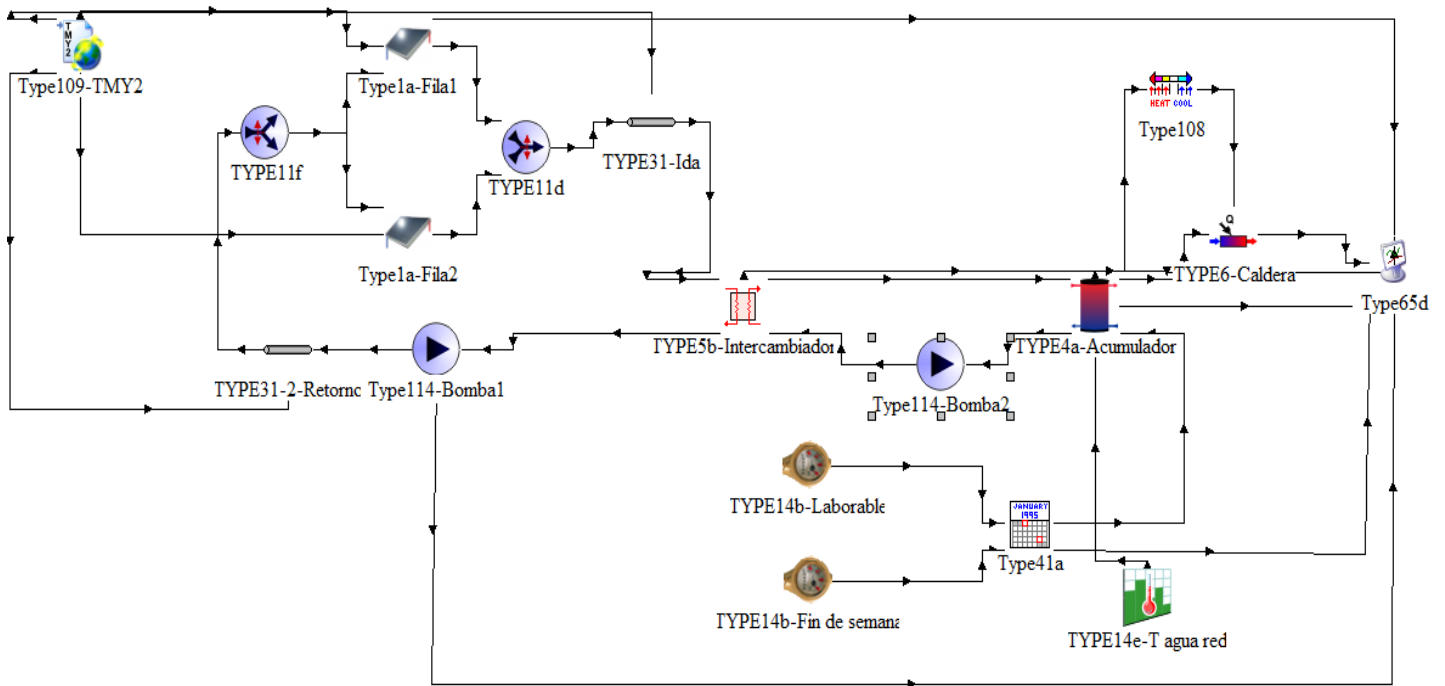 TMY2
Type109-TMY2
Type1a-Fila1
TYPE11f
TYPE11d
TYPE31-Ida
HEAT COOL
Type108
Type1a-Fila2
Q
TYPE6-Caldera
Type65d
TYPE5b-Intercambiador
TYPE4a-Acumulador
TYPE31-2-Retorno
Type114-Bomba1
Type114-Bomba2
TYPE14b-Laborable
JANUARY
1995
Type41a
TYPE14b-Fin de semana
TYPE14e-T agua red